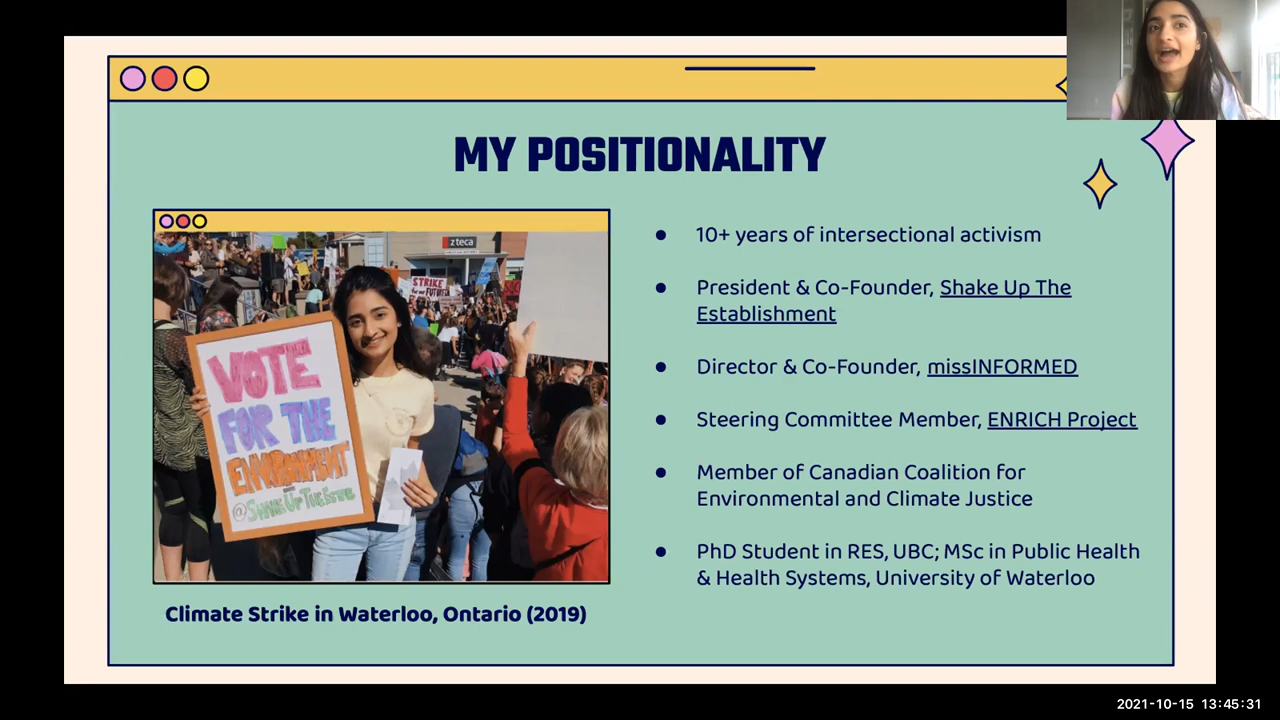 MY POSITIONALITY
zteca
STRIKE
for our FUTURE
VOTE
FOR THE
ENVIRONMENT
@SHAKEUPTHEESTAB
Climate Strike in Waterloo, Ontario (2019)
● 10+ years of intersectional activism
● President & Co-Founder, Shake Up The
Establishment
● Director & Co-Founder, missINFORMED
● Steering Committee Member, ENRICH Project
● Member of Canadian Coalition for
Environmental and Climate Justice
● PhD Student in RES, UBC; MSc in Public Health
& Health Systems, University of Waterloo
2021-10-15 13:45:31